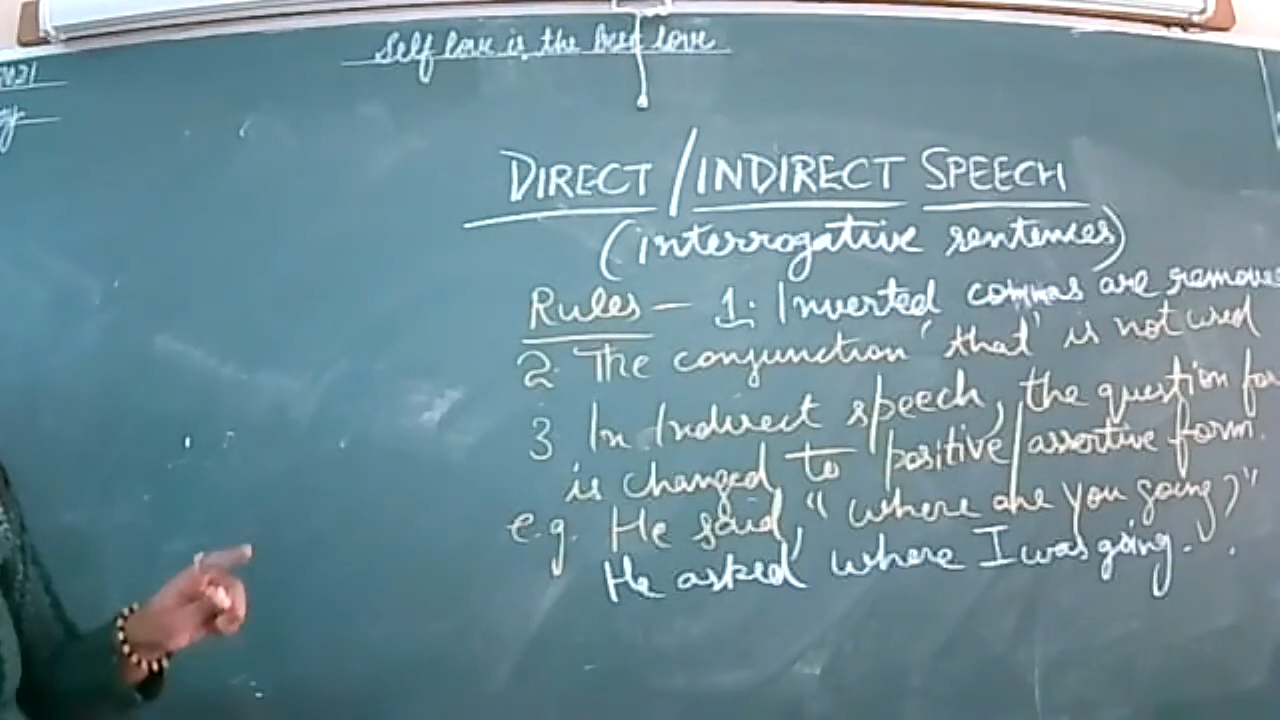 Self love is the best love
DIRECT / INDIRECT SPEECH
(interrogative sentences)
Rules – 1. Inverted commas are remove
2. The conjunction 'that' is not used
3 In Indirect speech, the question for
is changed to positive/assertive form.
e.g. He said, "where are you going?"
He asked where I was going.